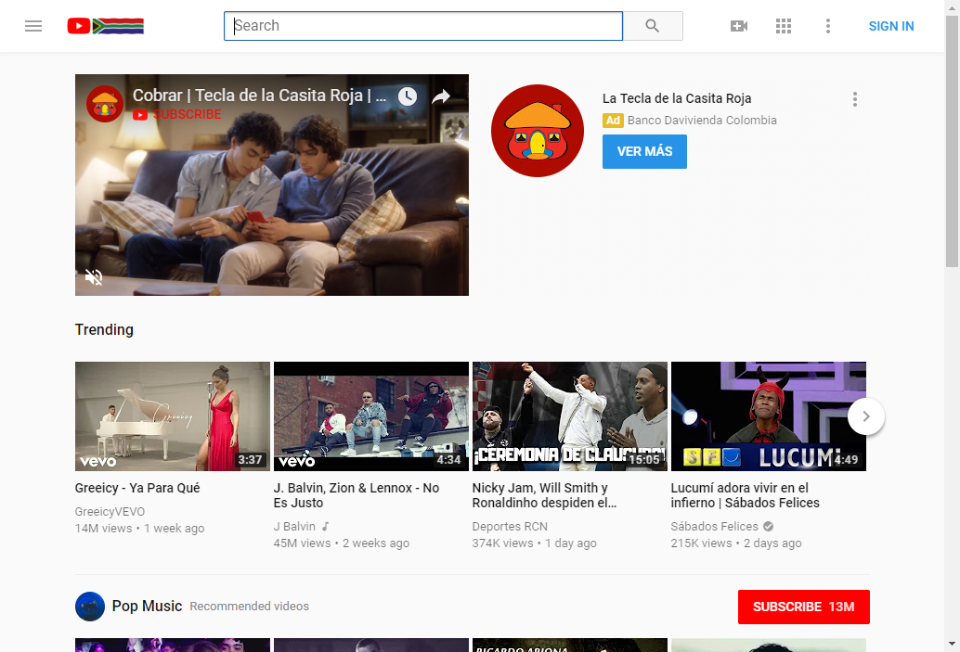 Search
SIGN IN
Cobrar | Tecla de la Casita Roja | ...
SUBSCRIBE
La Tecla de la Casita Roja
Ad Banco Davivienda Colombia
VER MÁS
Trending
Greeicy
vevo
3:37
vevo
4:34
¡CEREMONIA DE CLAUSURA!
15:05
SFC
LUCUMÍ
4:49
Greeicy - Ya Para Qué
GreeicyVEVO
14M views • 1 week ago
J. Balvin, Zion & Lennox - No
Es Justo
J Balvin
45M views • 2 weeks ago
Nicky Jam, Will Smith y
Ronaldinho despiden el...
Deportes RCN
374K views • 1 day ago
Lucumí adora vivir en el
infierno | Sábados Felices
Sábados Felices
215K views • 2 days ago
Pop Music Recommended videos
SUBSCRIBE 13M